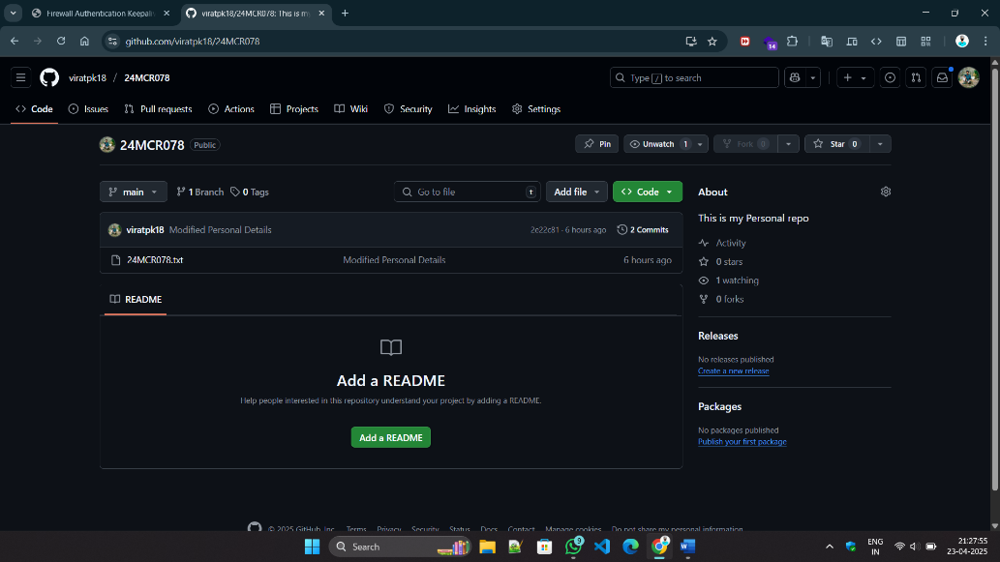 Firewall Authentication Keepaliv
viratpk18/24MCR078: This is my
github.com/viratpk18/24MCR078
14
viratpk18 / 24MCR078
Type / to search
Code
Issues
Pull requests
Actions
Projects
Wiki
Security
Insights
Settings
24MCR078 Public
Pin
Unwatch 1
Fork 0
Star 0
main
1 Branch
0 Tags
Go to file t
Add file
Code
viratpk18 Modified Personal Details
2c22c81 · 6 hours ago
2 Commits
24MCR078.txt
Modified Personal Details
6 hours ago
README
Add a README
Help people interested in this repository understand your project by adding a README.
Add a README
About
This is my Personal repo
Activity
0 stars
1 watching
0 forks
Releases
No releases published
Create a new release
Packages
No packages published
Publish your first package
© 2025 GitHub, Inc. Terms Privacy Security Status Docs Contact Manage cookies Do not share my personal information
Search
9
ENG
IN
21:27:55
23-04-2025